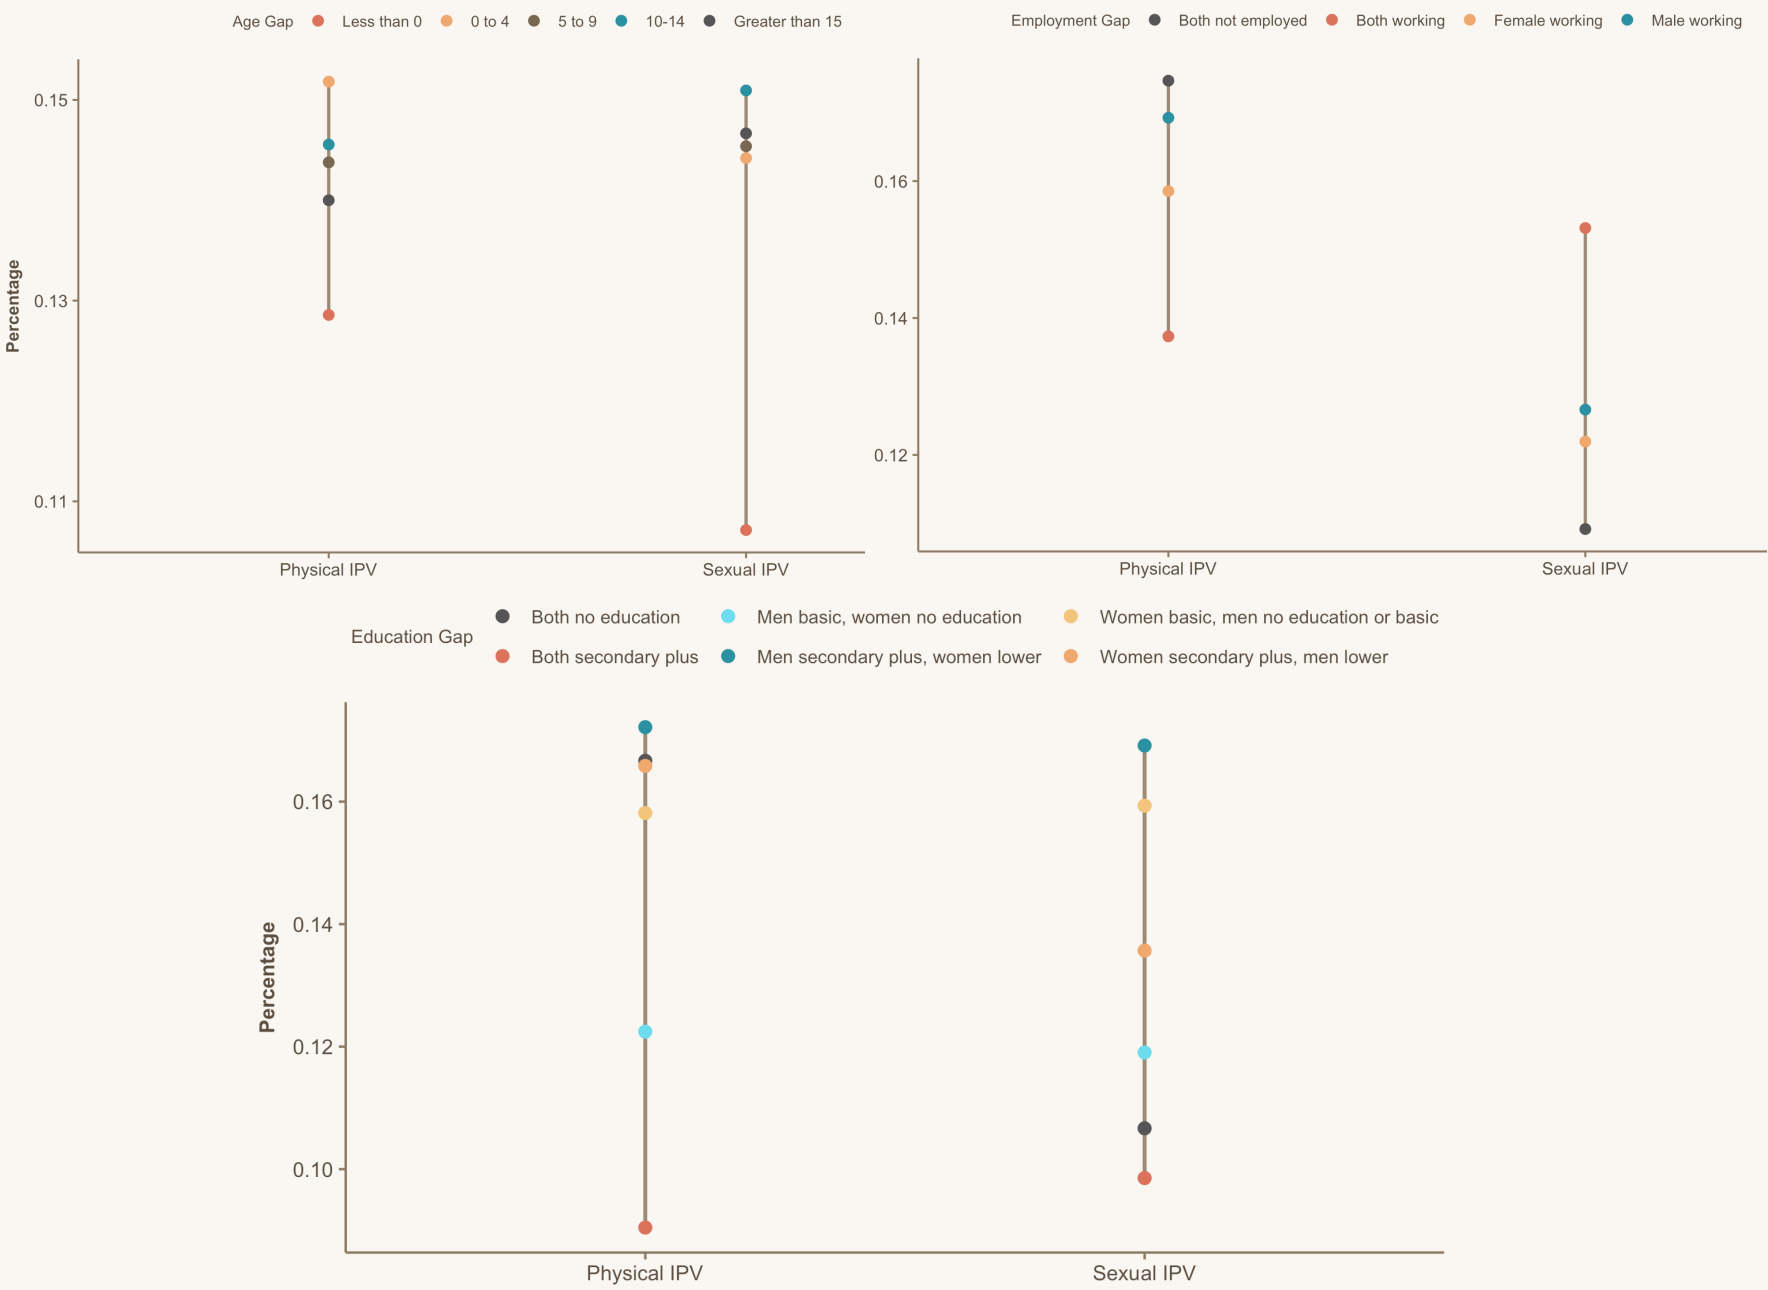 Age Gap Less than 0 0 to 4 5 to 9 10-14 Greater than 15
0.15
0.13
0.11
Percentage
Physical IPV Sexual IPV
Employment Gap Both not employed Both working Female working Male working
0.16
0.14
0.12
Physical IPV Sexual IPV
Education Gap
Both no education Men basic, women no education Women basic, men no education or basic
Both secondary plus Men secondary plus, women lower Women secondary plus, men lower
0.16
0.14
0.12
0.10
Percentage
Physical IPV Sexual IPV